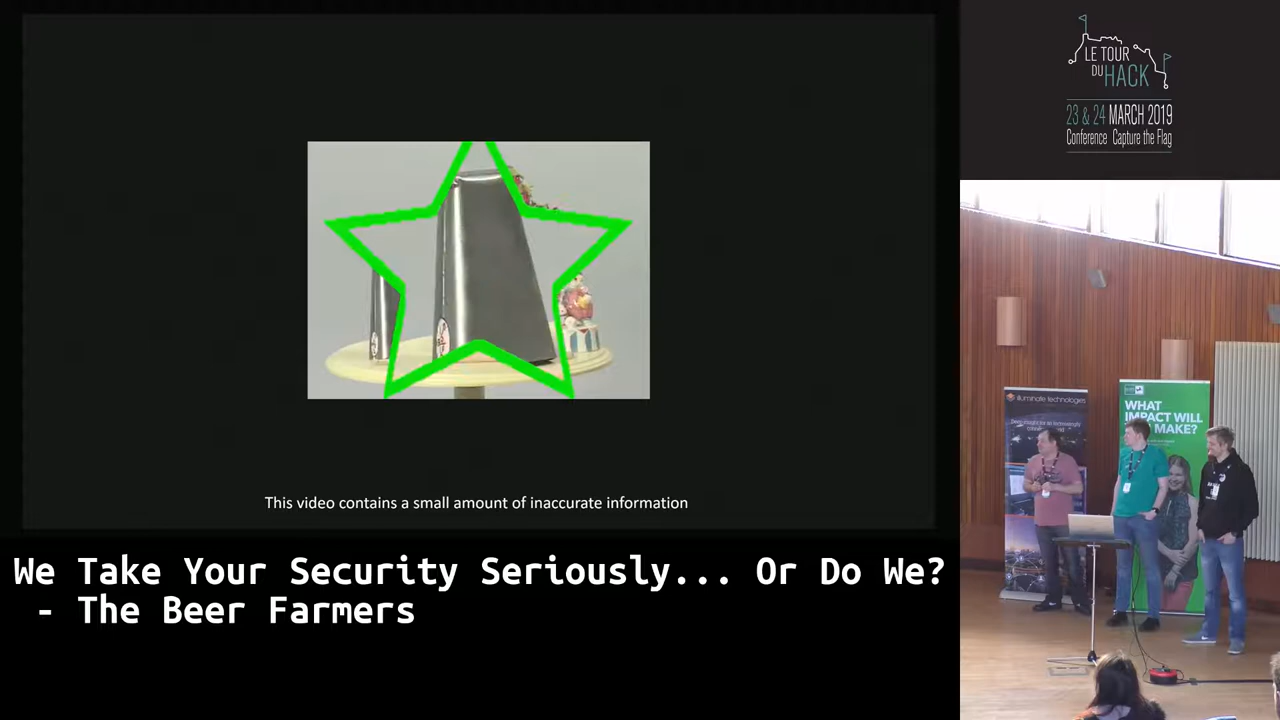 This video contains a small amount of inaccurate information
We Take Your Security Seriously... Or Do We?
- The Beer Farmers
LE TOUR
DU HACK
23 & 24 MARCH 2019
Conference Capture the Flag
illuminate technologies
WHAT
IMPACT WILL
MAKE?